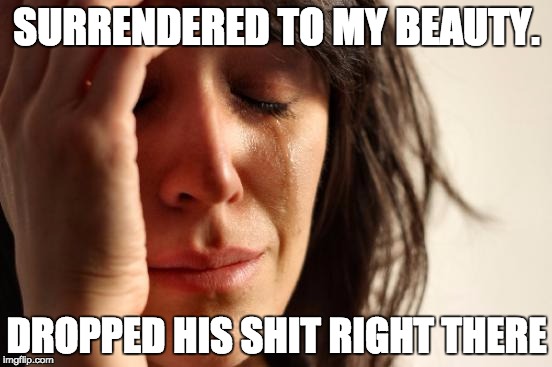 SURRENDERED TO MY BEAUTY.
DROPPED HIS SHIT RIGHT THERE
imgflip.com